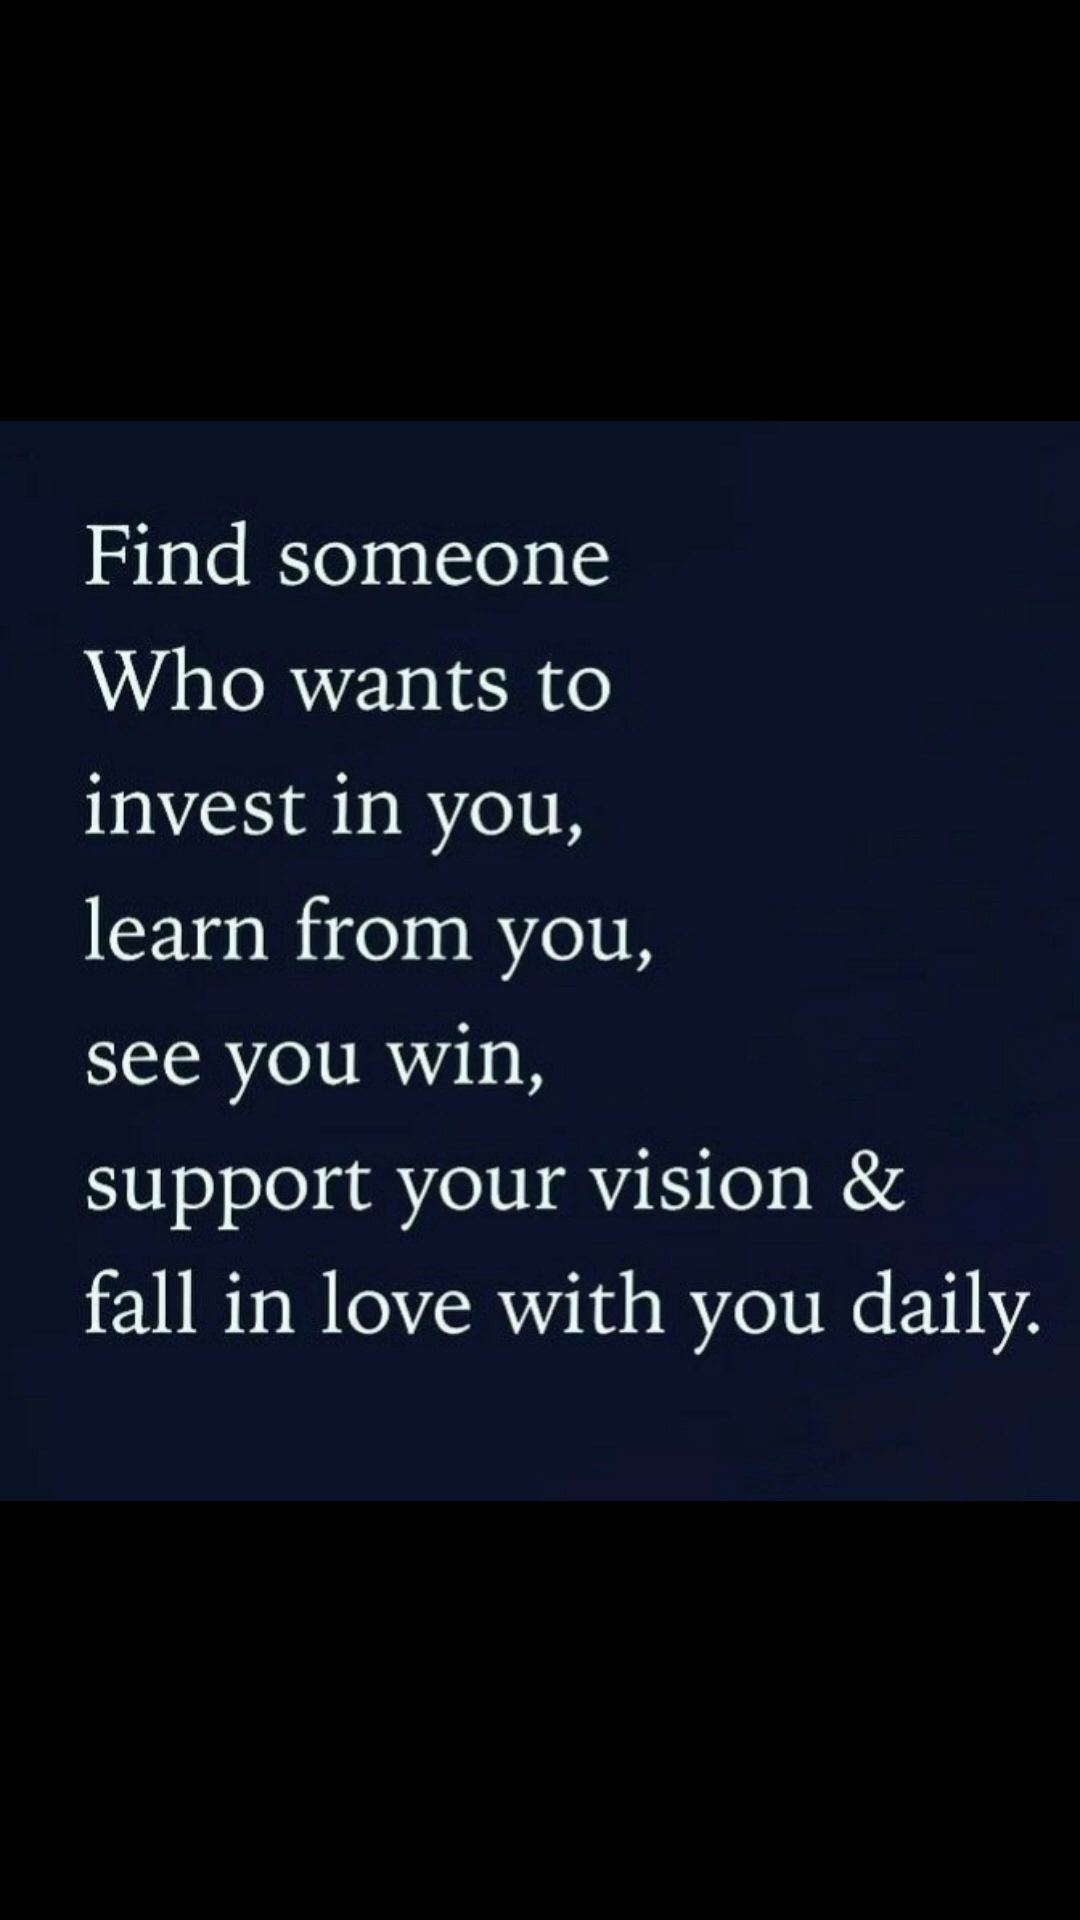 Find someone
Who wants to
invest in you,
learn from you,
see you win,
support your vision &
fall in love with you daily.